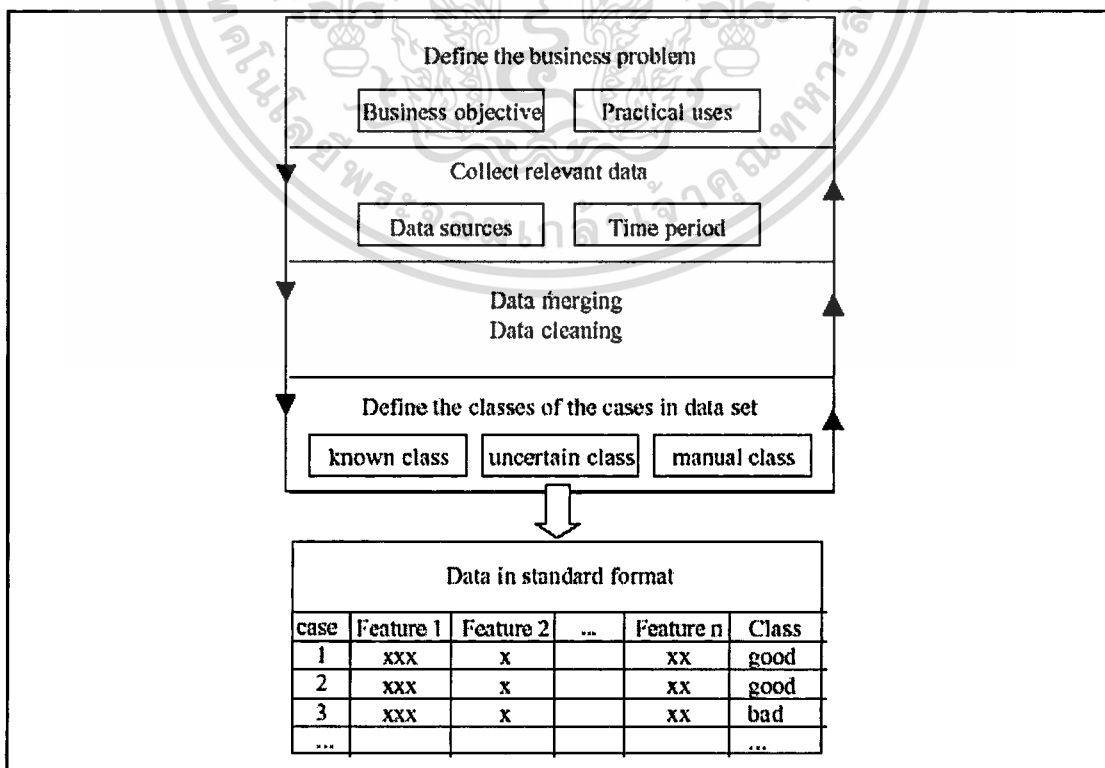 Define the business problem
Business objective Practical uses
Collect relevant data
Data sources Time period
Data merging
Data cleaning
Define the classes of the cases in data set
known class uncertain class manual class
Data in standard format
case Feature 1 Feature 2 ... Feature n Class
1 xxx x xx good
2 xxx x xx good
3 xxx x xx bad
... ...